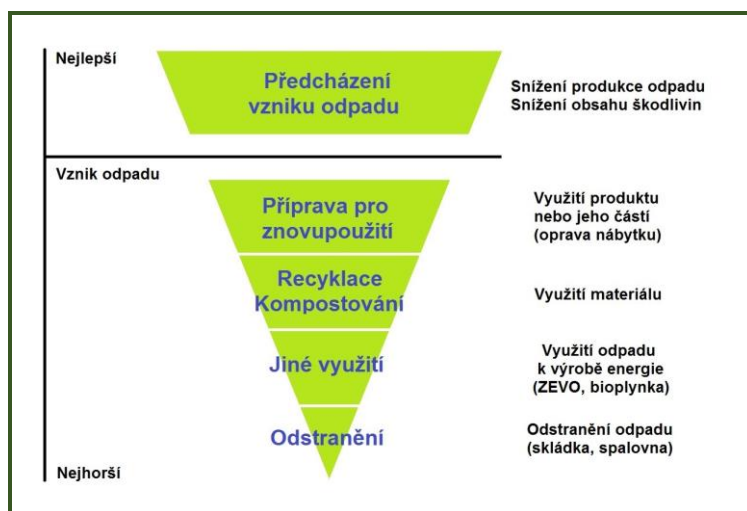 Nejlepší
Předcházení
vzniku odpadu
Snížení produkce odpadu
Snížení obsahu škodlivin
Vznik odpadu
Příprava pro
znovupoužití
Využití produktu
nebo jeho částí
(oprava nábytku)
Recyklace
Kompostování
Využití materiálu
Jiné využití
Využití odpadu
k výrobě energie
(ZEVO, bioplynka)
Odstranění
Odstranění odpadu
(skládka, spalovna)
Nejhorší